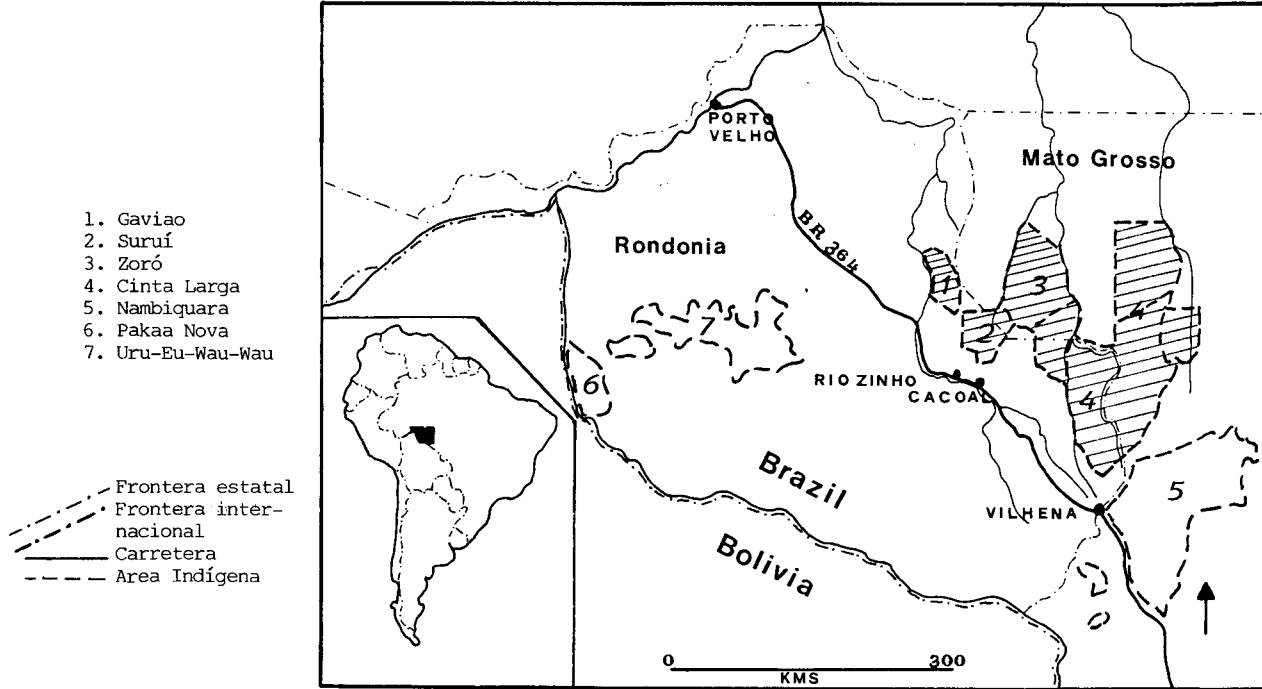 1. Gaviao
2. Suruí
3. Zoró
4. Cinta Larga
5. Nambiquara
6. Pakaa Nova
7. Uru-Eu-Wau-Wau
Frontera estatal
Frontera inter-
nacional
Carretera
Area Indígena
PORTO
VELHO
Mato Grosso
BR 364
Rondonia
1
3
2
4
7
6
RIO ZINHO
CACOAL
4
Brazil
5
VILHENA
Bolivia
0 300
KMS